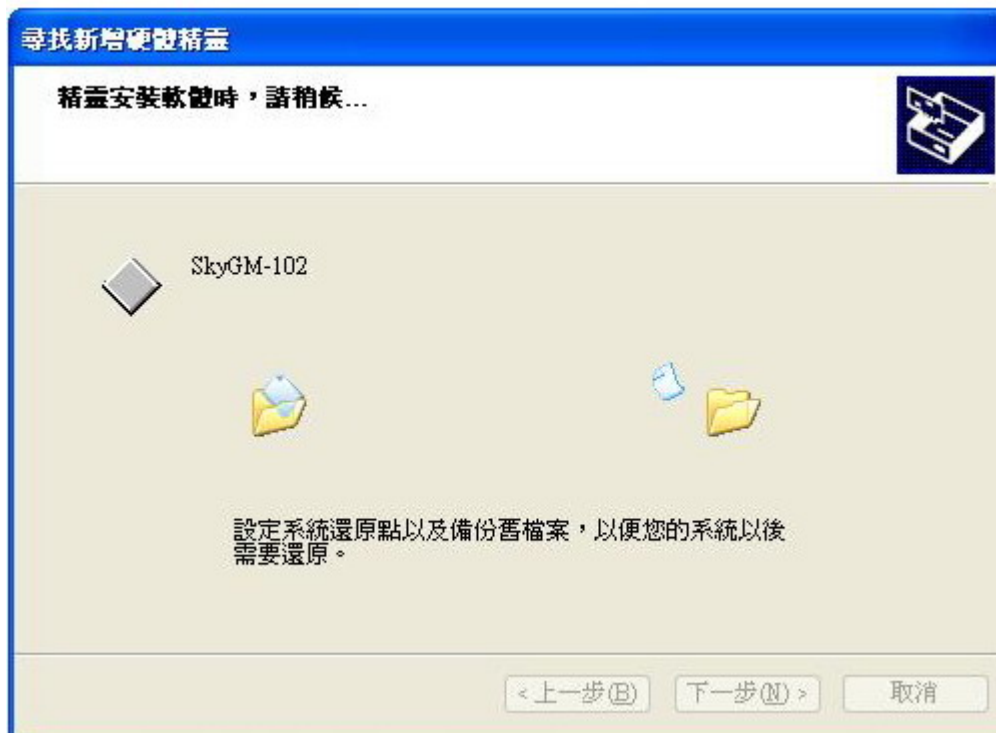 尋找新增硬體精靈
精靈安裝軟體時，請稍候...
SkyGM-102
設定系統還原點以及備份舊檔案，以便您的系統以後
需要還原。
<上一步(B) 下一步(N)> 取消